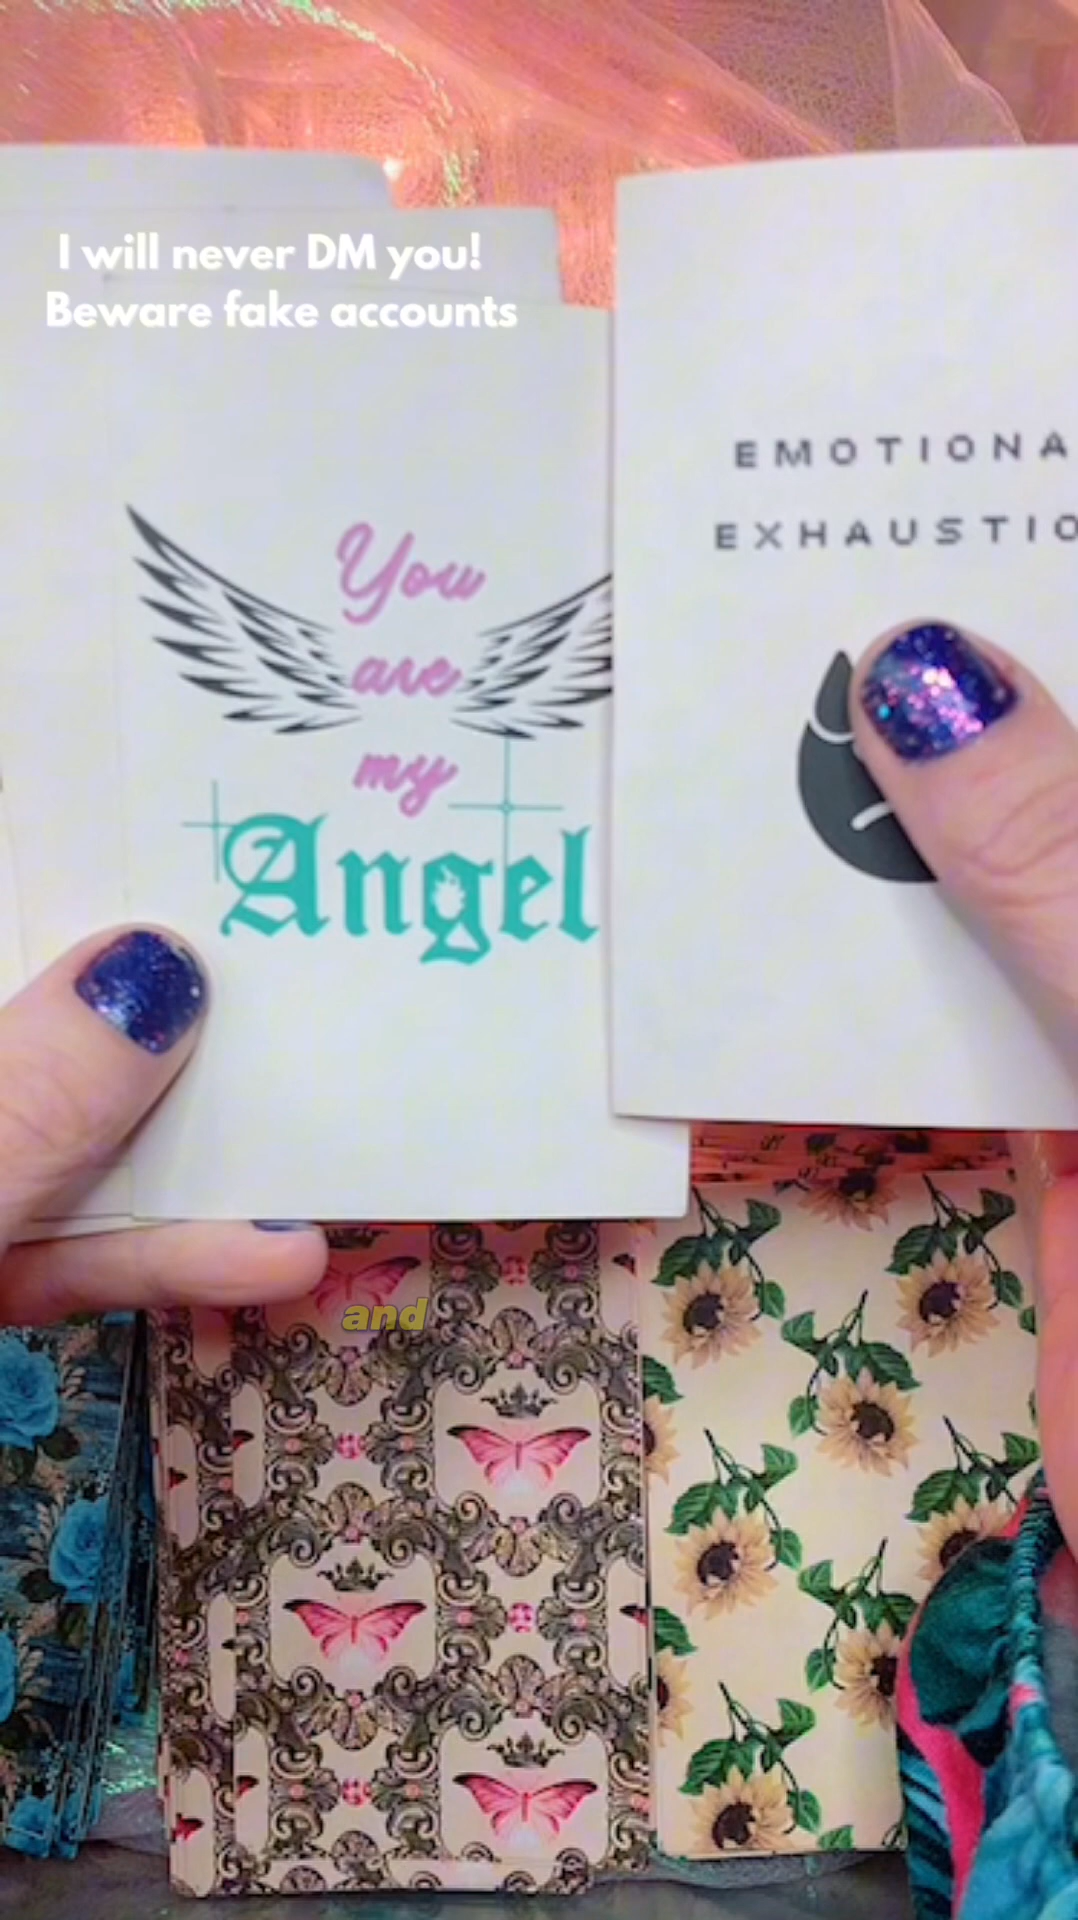 I will never DM you!
Beware fake accounts
EMOTIONA
EXHAUSTIO
You
are
my
Angel
and